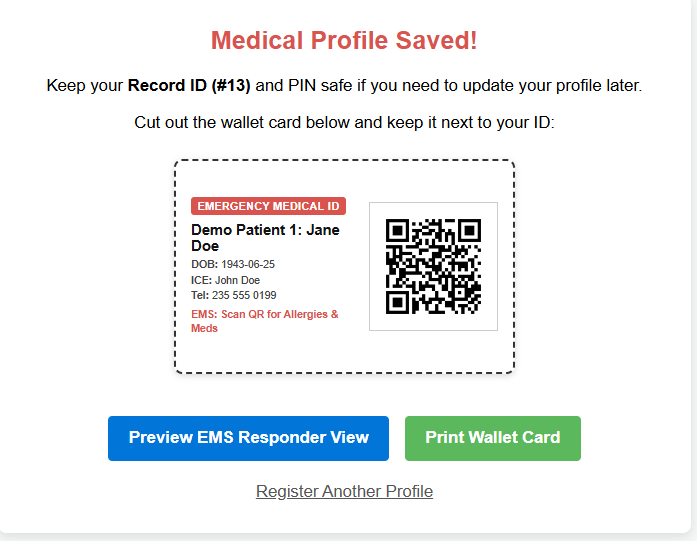 Medical Profile Saved!
Keep your Record ID (#13) and PIN safe if you need to update your profile later.
Cut out the wallet card below and keep it next to your ID:
EMERGENCY MEDICAL ID
Demo Patient 1: Jane
Doe
DOB: 1943-06-25
ICE: John Doe
Tel: 235 555 0199
EMS: Scan QR for Allergies &
Meds
Preview EMS Responder View
Print Wallet Card
Register Another Profile